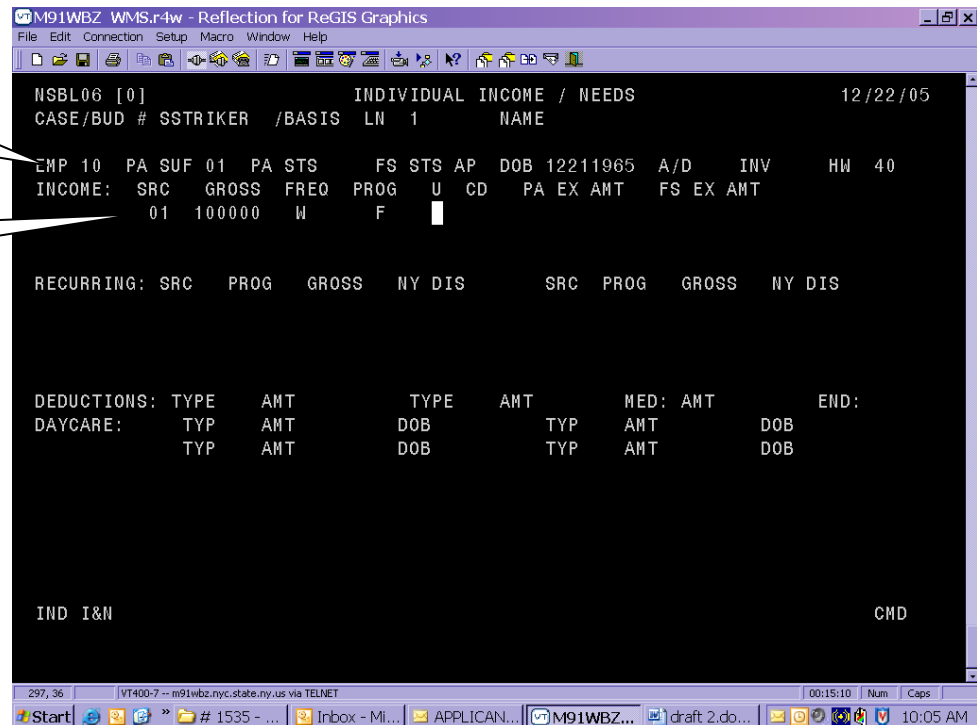 M91WBZ WMS.r4w - Reflection for ReGIS Graphics
File Edit Connection Setup Macro Window Help
NSBL06 [0] INDIVIDUAL INCOME / NEEDS 12/22/05
CASE/BUD # SSTRIKER /BASIS LN 1 NAME
EMP 10 PA SUF 01 PA STS FS STS AP DOB 12211965 A/D INV HW 40
INCOME: SRC GROSS FREQ PROG U CD PA EX AMT FS EX AMT
01 100000 W F
RECURRING: SRC PROG GROSS NY DIS SRC PROG GROSS NY DIS
DEDUCTIONS: TYPE AMT TYPE AMT MED: AMT END:
DAYCARE: TYP AMT DOB TYP AMT DOB
TYP AMT DOB TYP AMT DOB
IND I&N CMD
297, 36 VT400-7 -- m91wbz.nyc.state.ny.us via TELNET 00:15:10 Num Caps
Start # 1535 - ... Inbox - Mi... APPLICAN... M91WBZ... draft 2.do... 10:05 AM